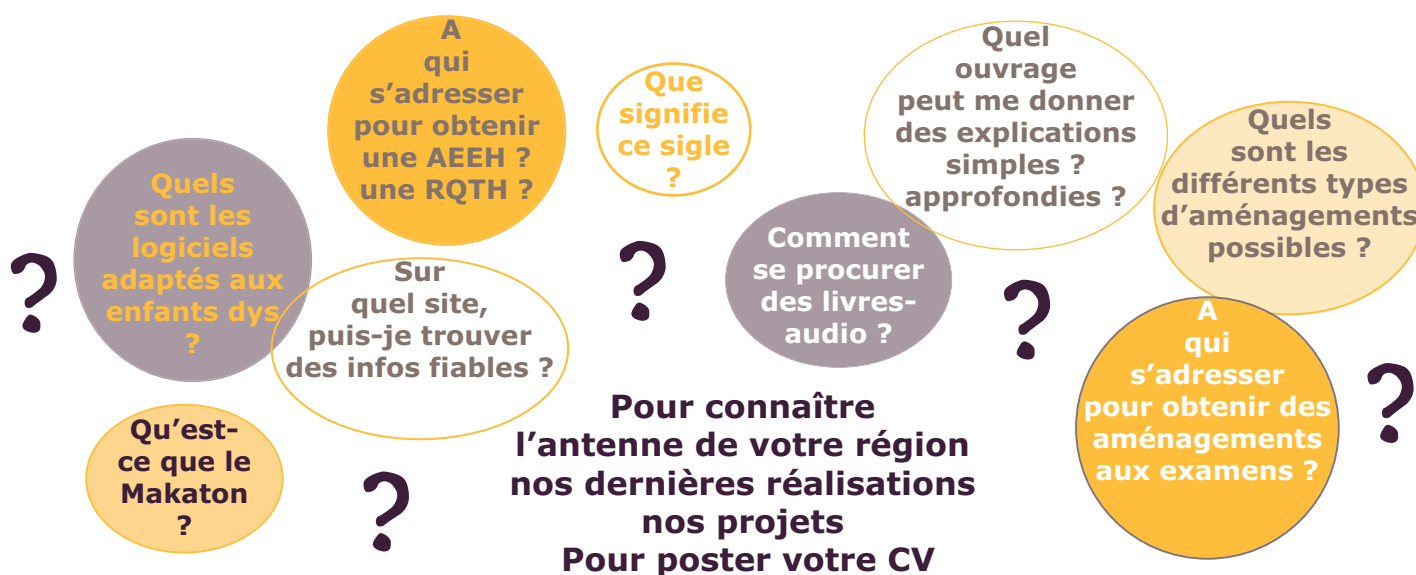 A
qui
s'adresser
pour obtenir
une AEEH ?
une RQTH ?
Que
signifie
ce sigle
?
Quel
ouvrage
peut me donner
des explications
simples ?
approfondies ?
Quels
sont les
différents types
d'aménagements
possibles ?
Quels
sont les
logiciels
adaptés aux
enfants dys
?
?
Sur
quel site,
puis-je trouver
des infos fiables ?
?
Comment
se procurer
des livres-
audio ?
?
A
qui
s'adresser
pour obtenir des
aménagements
aux examens ?
?
Qu'est-
ce que le
Makaton
?
?
Pour connaître
l'antenne de votre région
nos dernières réalisations
nos projets
Pour poster votre CV